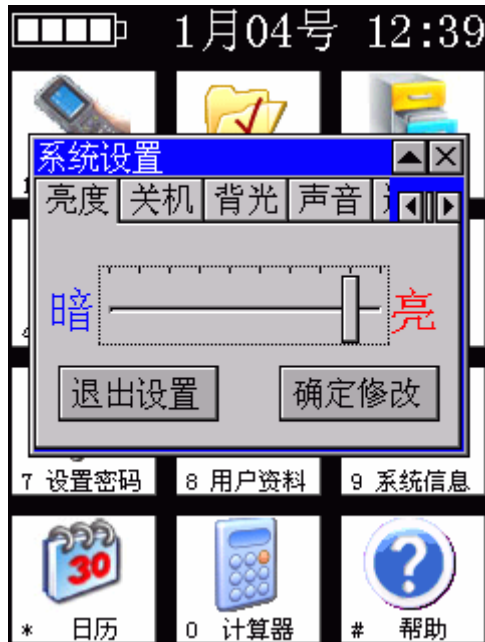 1月04号 12:39
系统设置
亮度 关机 背光 声音
暗 亮
退出设置 确定修改
7 设置密码 8 用户资料 9 系统信息
30
* 日历 0 计算器 # 帮助